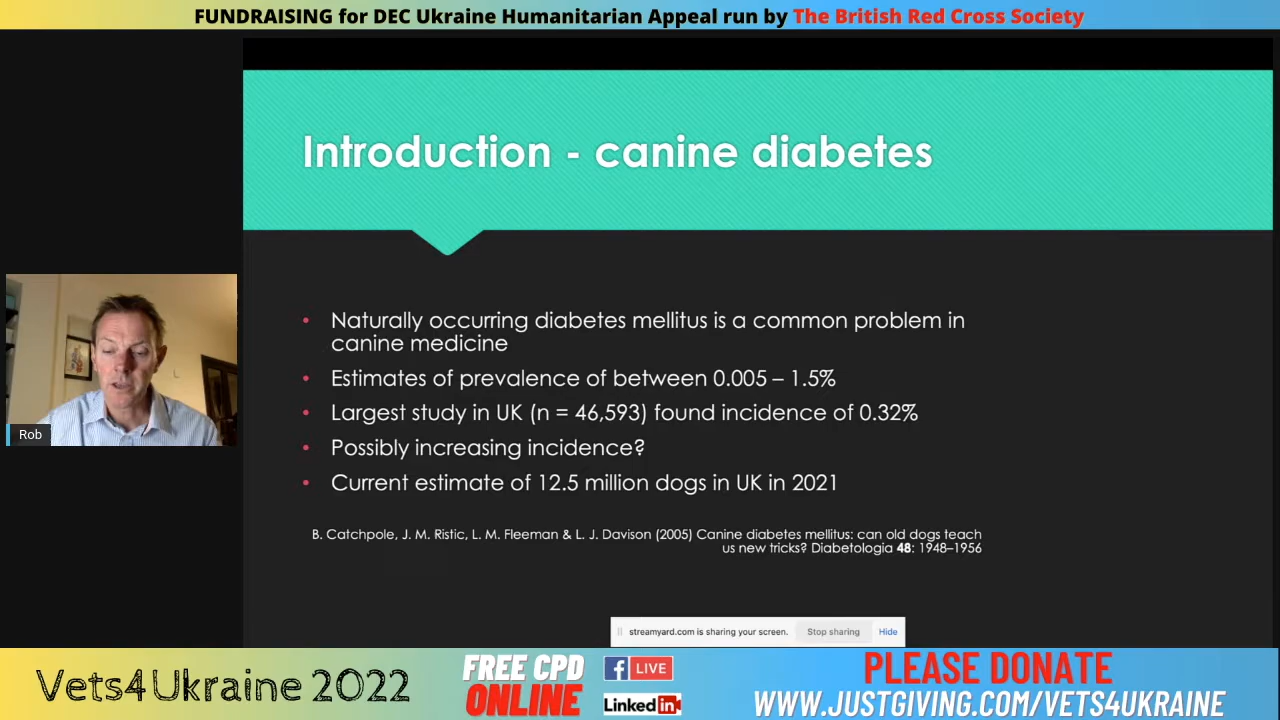 FUNDRAISING for DEC Ukraine Humanitarian Appeal run by The British Red Cross Society
Introduction - canine diabetes
• Naturally occurring diabetes mellitus is a common problem in
canine medicine
• Estimates of prevalence of between 0.005 – 1.5%
• Largest study in UK (n = 46,593) found incidence of 0.32%
• Possibly increasing incidence?
• Current estimate of 12.5 million dogs in UK in 2021
B. Catchpole, J. M. Ristic, L. M. Fleeman & L. J. Davison (2005) Canine diabetes mellitus: can old dogs teach
us new tricks? Diabetologia 48: 1948–1956
Rob
streamyard.com is sharing your screen. Stop sharing Hide
Vets4Ukraine 2022
FREE CPD
ONLINE
f LIVE
Linked in
PLEASE DONATE
WWW.JUSTGIVING.COM/VETS4UKRAINE